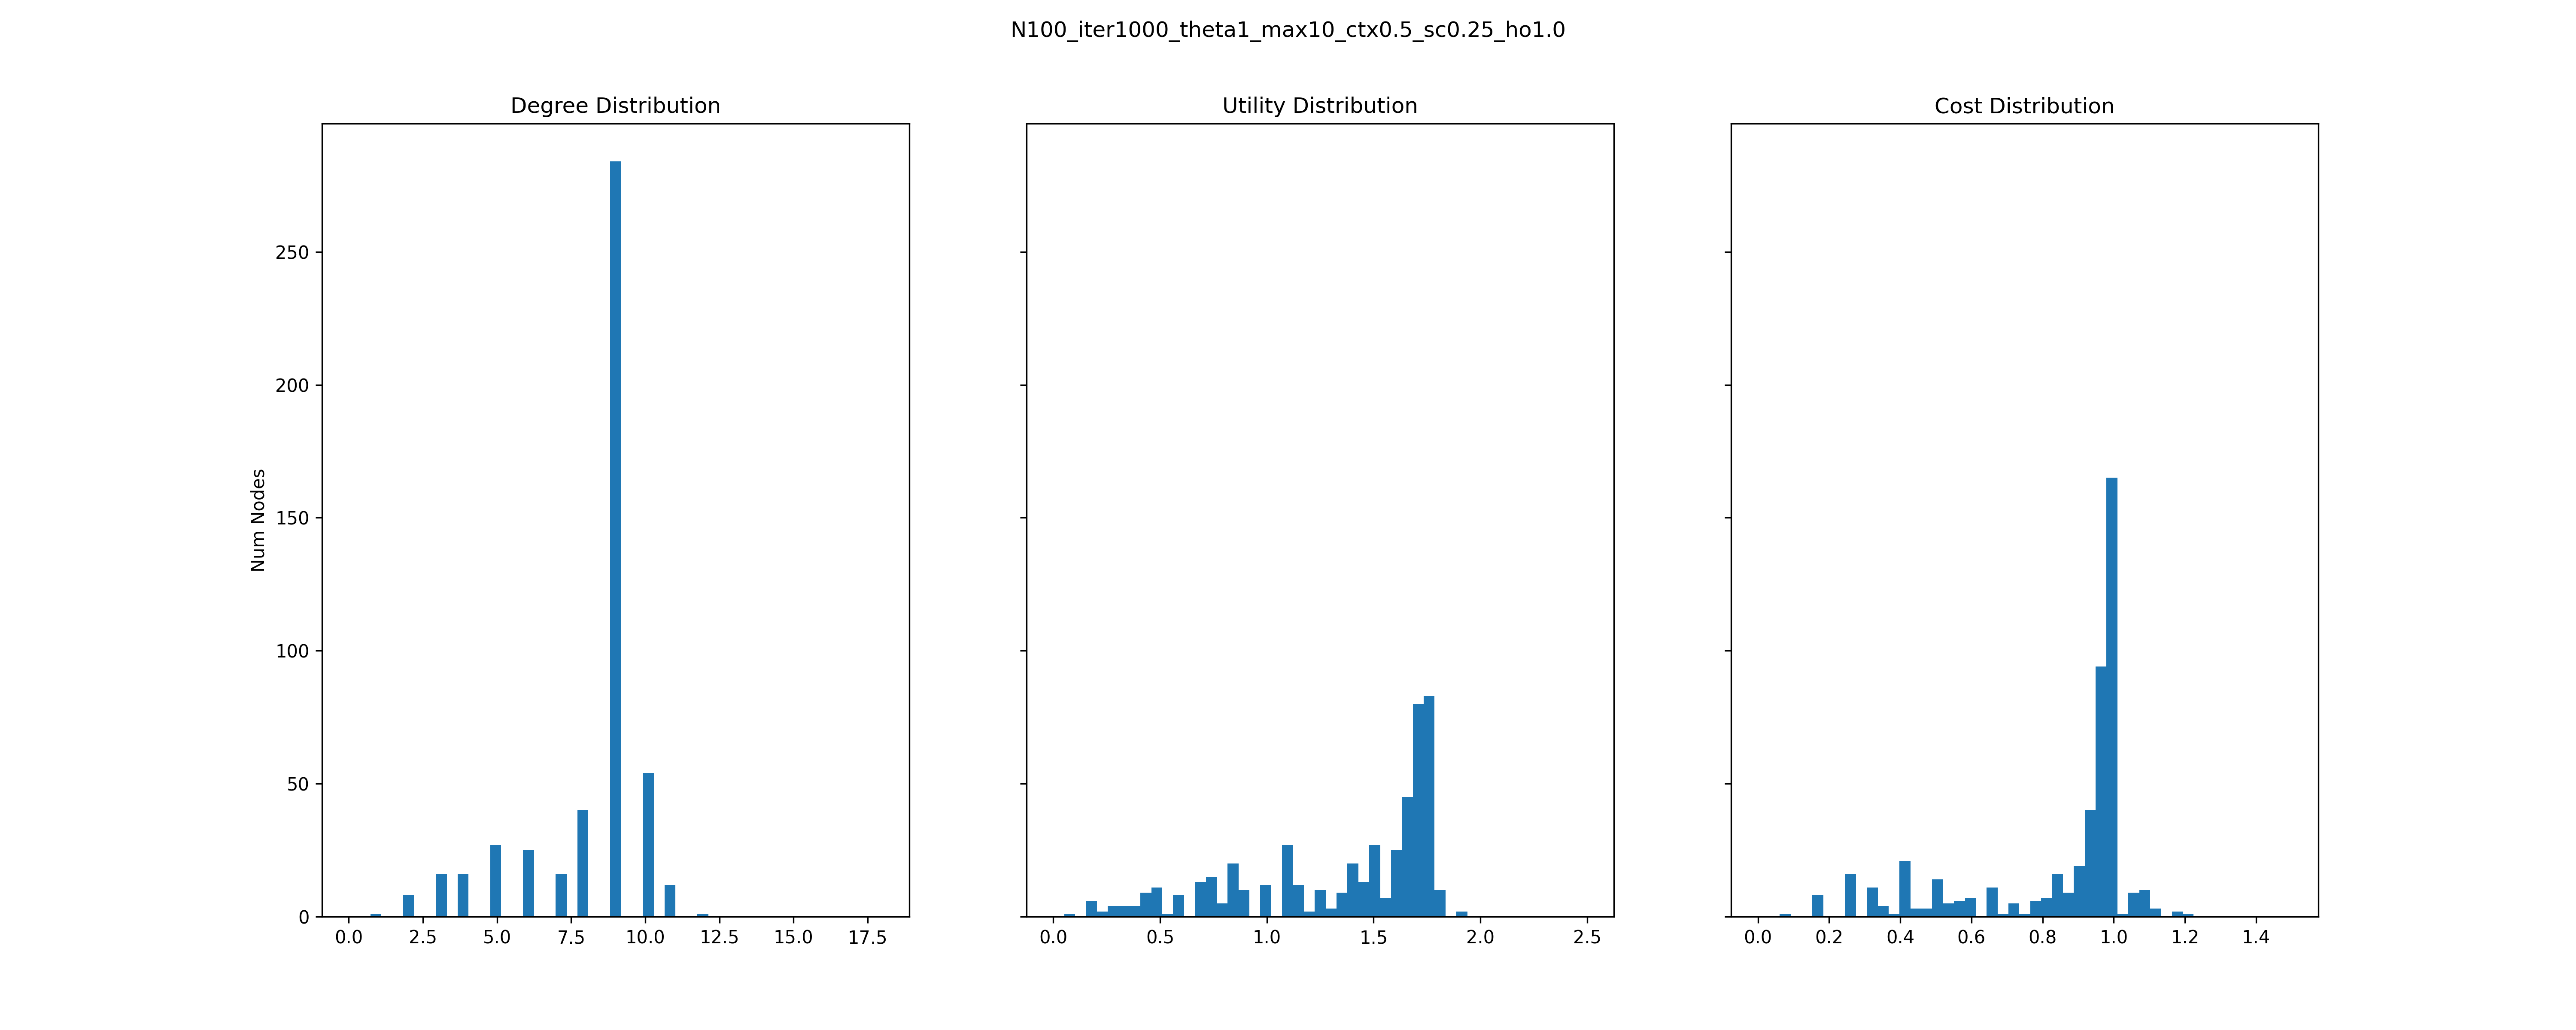 N100_iter1000_theta1_max10_ctx0.5_sc0.25_ho1.0
Degree Distribution
Num Nodes
250
200
150
100
50
0
0.0 2.5 5.0 7.5 10.0 12.5 15.0 17.5
Utility Distribution
0.0 0.5 1.0 1.5 2.0 2.5
Cost Distribution
0.0 0.2 0.4 0.6 0.8 1.0 1.2 1.4